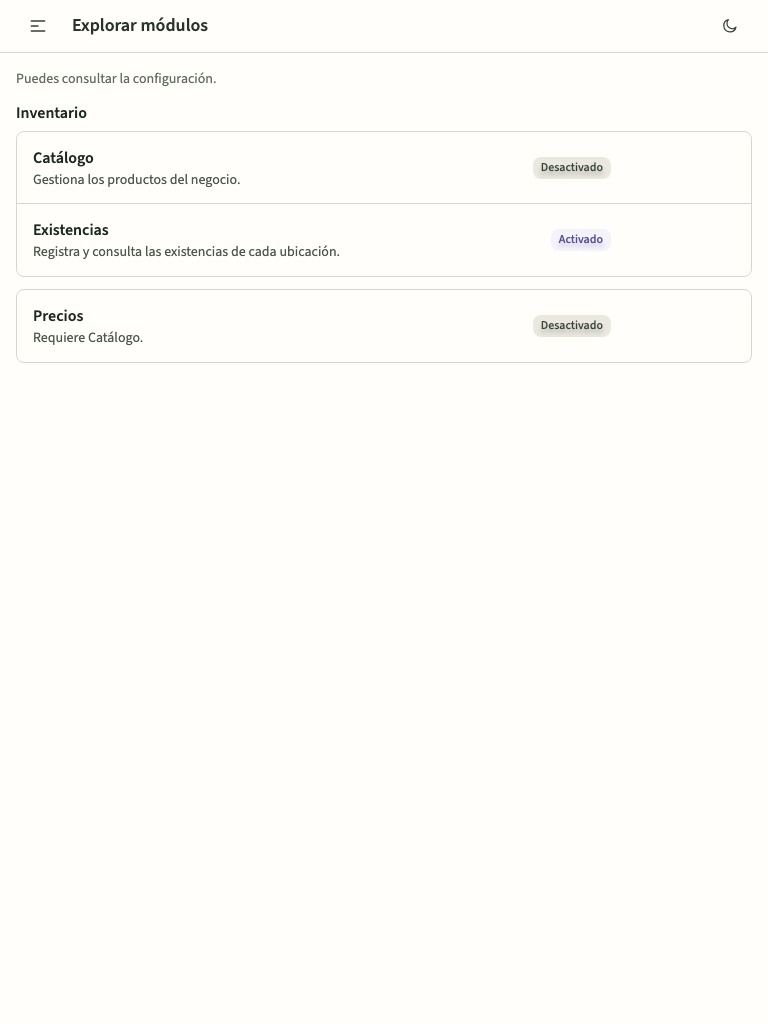 Explorar módulos
Puedes consultar la configuración.
Inventario
Catálogo
Gestiona los productos del negocio.
Desactivado
Existencias
Registra y consulta las existencias de cada ubicación.
Activado
Precios
Requiere Catálogo.
Desactivado